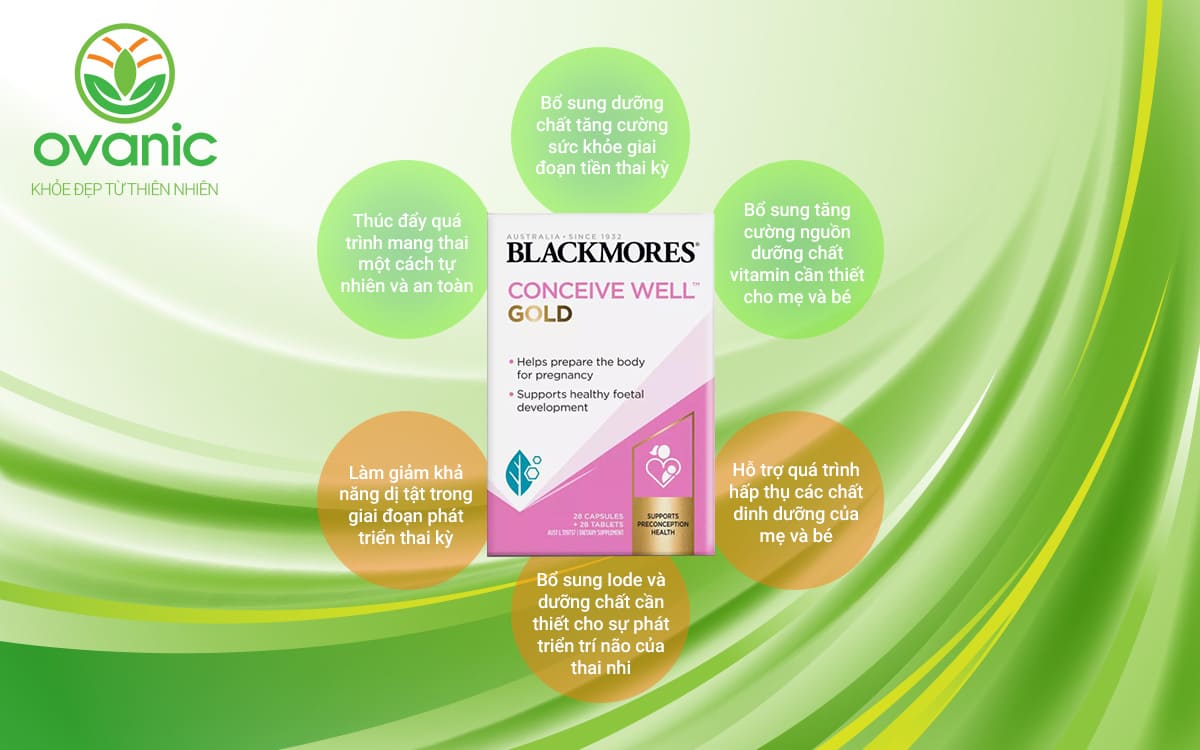 ovanic
KHỎE ĐẸP TỪ THIÊN NHIÊN
Bổ sung dưỡng
chất tăng cường
sức khỏe giai
đoạn tiền thai kỳ
Thúc đẩy quá
trình mang thai
một cách tự
nhiên và an toàn
Bổ sung tăng
cường nguồn
dưỡng chất
vitamin cần thiết
cho mẹ và bé
AUSTRALIA • SINCE 1932
BLACKMORES®
CONCEIVE WELL™
GOLD
• Helps prepare the body
for pregnancy
• Supports healthy foetal
development
28 CAPSULES
+ 28 TABLETS
DIETARY SUPPLEMENT
SUPPORTS
PRECONCEPTION
HEALTH
Làm giảm khả
năng dị tật trong
giai đoạn phát
triển thai kỳ
Hỗ trợ quá trình
hấp thụ các chất
dinh dưỡng của
mẹ và bé
Bổ sung Iode và
dưỡng chất cần
thiết cho sự phát
triển trí não của
thai nhi